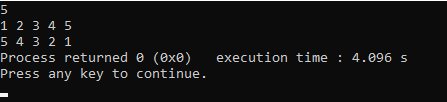 5
1 2 3 4 5
5 4 3 2 1
Process returned 0 (0x0)   execution time : 4.096 s
Press any key to continue.